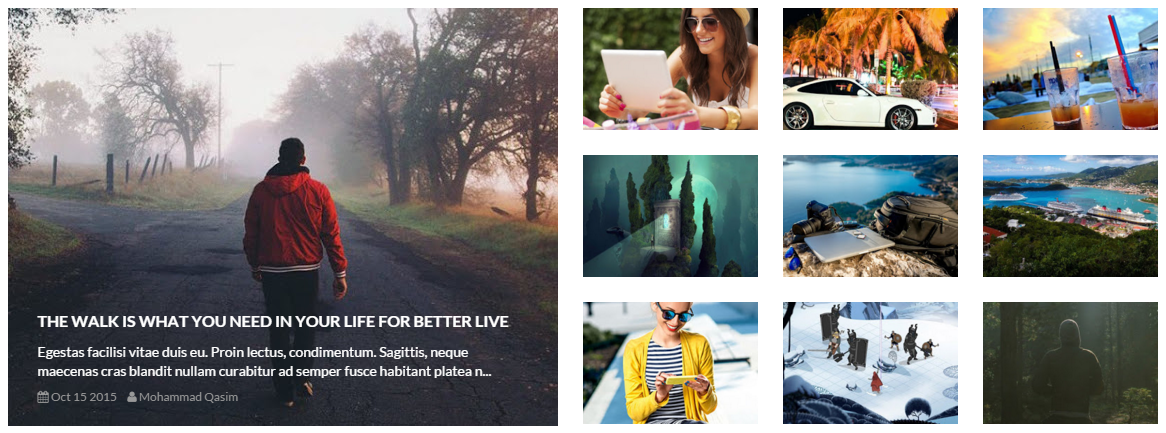 THE WALK IS WHAT YOU NEED IN YOUR LIFE FOR BETTER LIVE
Egestas facilisi vitae duis eu. Proin lectus, condimentum. Sagittis, neque
maecenas cras blandit nullam curabitur ad semper fusce habitant platea n...
Oct 15 2015 Mohammad Qasim